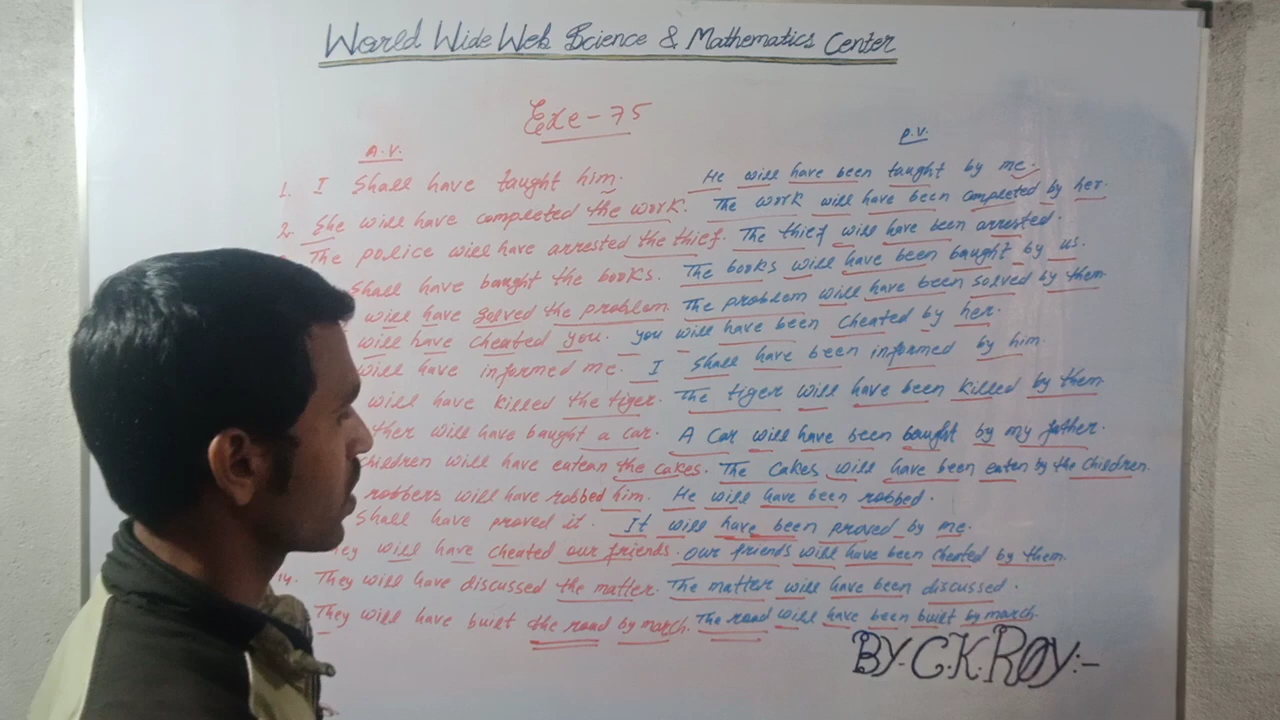 World Wide Web Science & Mathematics Center
Exe-75
A.V. P.V.
1. I Shall have taught him. He will have been taught by me.
2. She will have completed the work. The work will have been completed by her.
The police will have arrested the thief. The thief will have been arrested.
Shall have baught the books. The books will have been baught by us.
will have solved the problem. The problem will have been solved by them
will have cheated you. you will have been cheated by her.
will have informed me. I Shall have been informed by him.
will have killed the tiger. The tiger will have been killed by them
ther will have baught a car. A car will have been baught by my father.
children will have eatean the cakes. The cakes will have been eaten by the children.
robbers will have robbed him. He will have been robbed.
Shall have proved it. It will have been proved by me.
hey will have cheated our friends. our friends will have been cheated by them.
14. They will have discussed the matter. The matter will have been discussed.
They will have built the road by march. The road will have been built by march.
BY-C.K.ROY:-